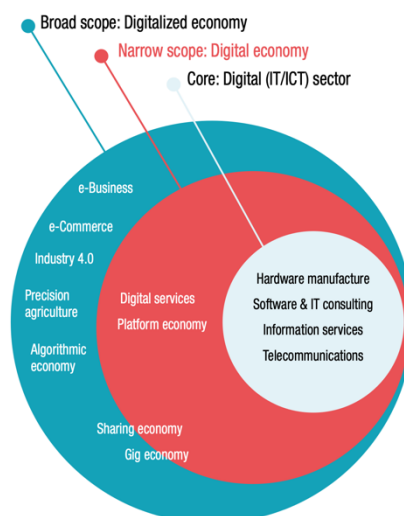 Broad scope: Digitalized economy
Narrow scope: Digital economy
Core: Digital (IT/ICT) sector
e-Business
e-Commerce
Industry 4.0
Precision
agriculture
Algorithmic
economy
Digital services
Platform economy
Sharing economy
Gig economy
Hardware manufacture
Software & IT consulting
Information services
Telecommunications